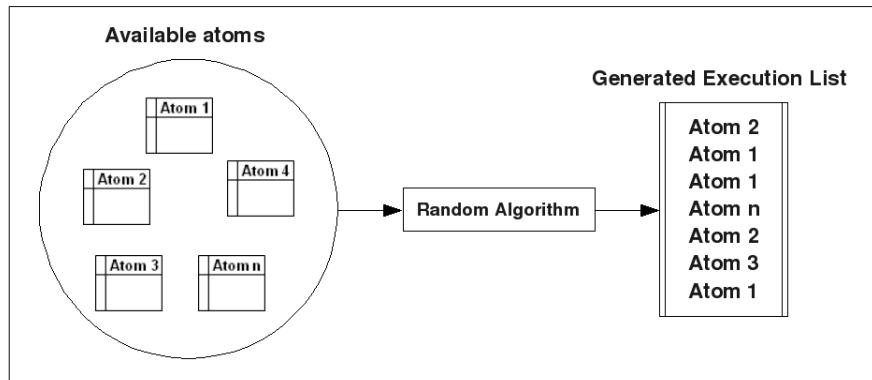 Available atoms
Atom 1
Atom 2
Atom 4
Atom 3
Atom n
Random Algorithm
Generated Execution List
Atom 2
Atom 1
Atom 1
Atom n
Atom 2
Atom 3
Atom 1